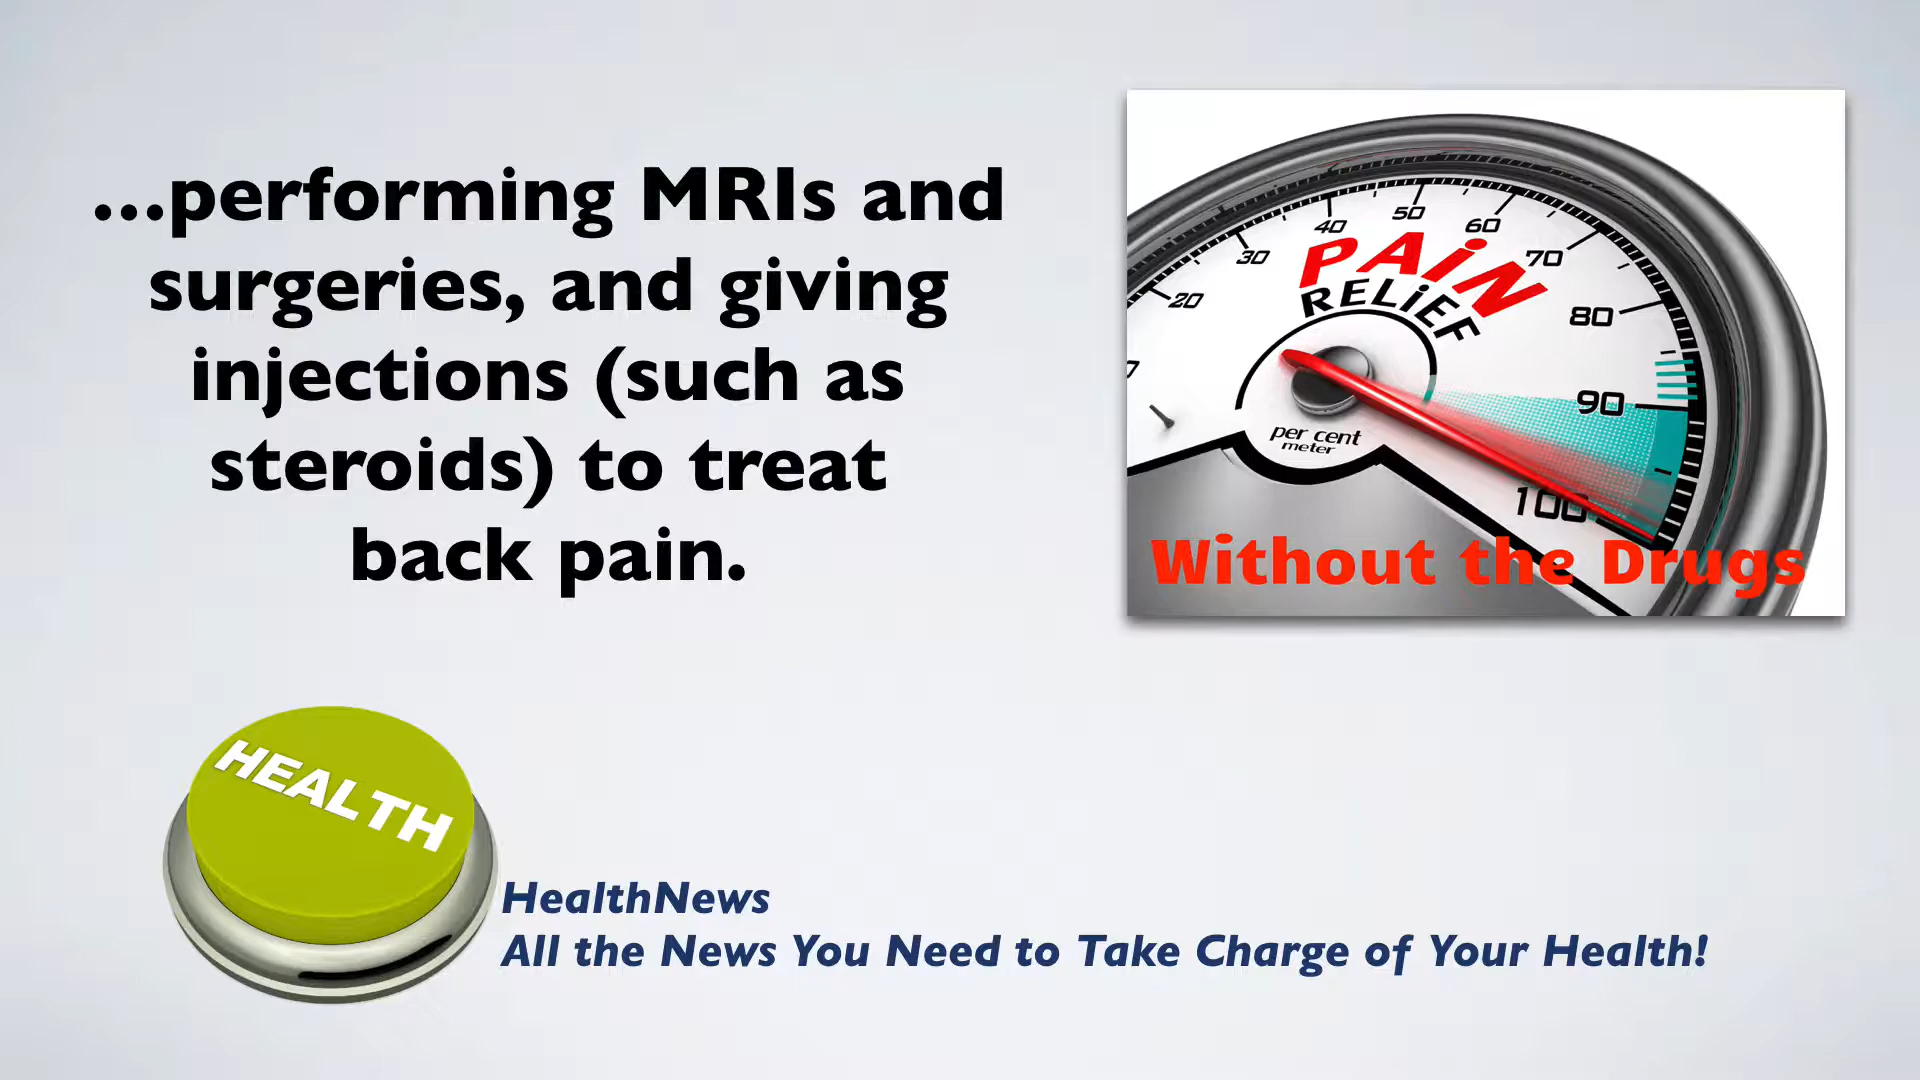 ...performing MRIs and
surgeries, and giving
injections (such as
steroids) to treat
back pain.
20
30
40
50
60
70
80
90
100
PAiN
RELiEF
per cent
meter
Without the Drugs
HEALTH
HealthNews
All the News You Need to Take Charge of Your Health!